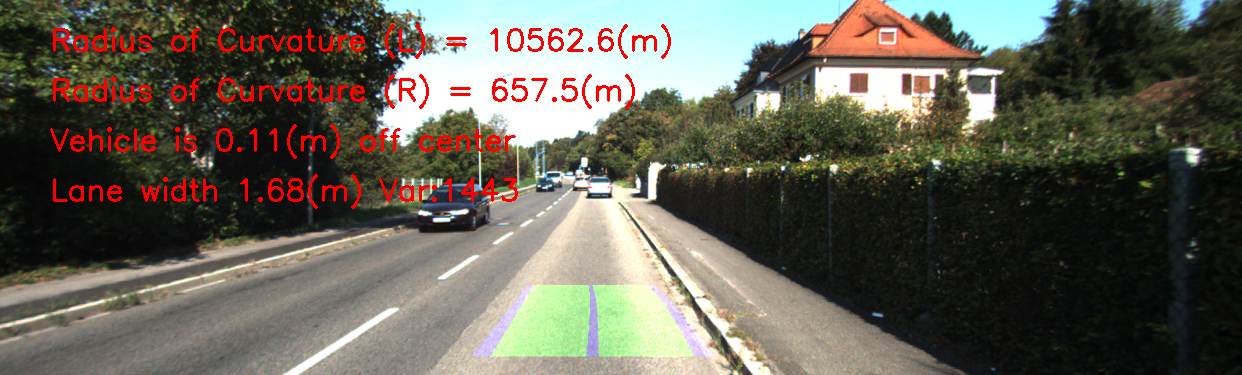 Radius of Curvature (L) = 10562.6(m)
Radius of Curvature (R) = 657.5(m)
Vehicle is 0.11(m) off center
Lane width 1.68(m) Var:1443